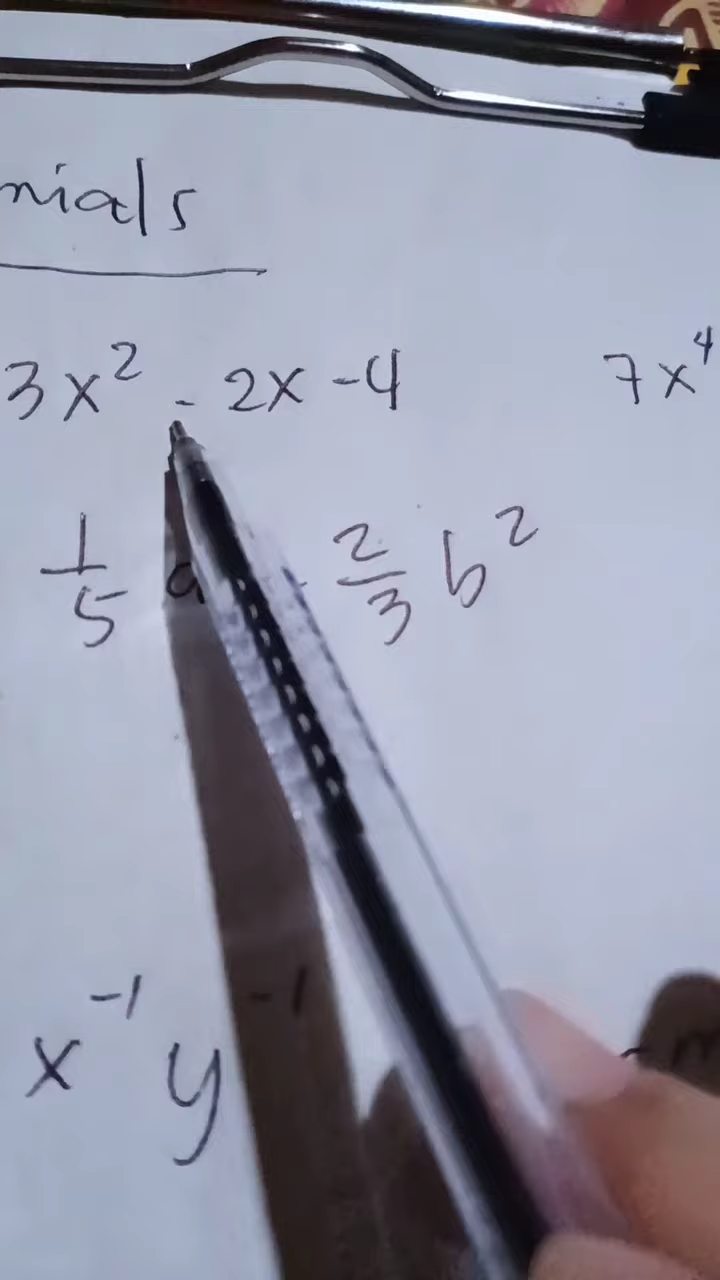 nials
3x² - 2x - 4 7x⁴
1/5 a - 2/3 b²
x⁻¹ y⁻¹